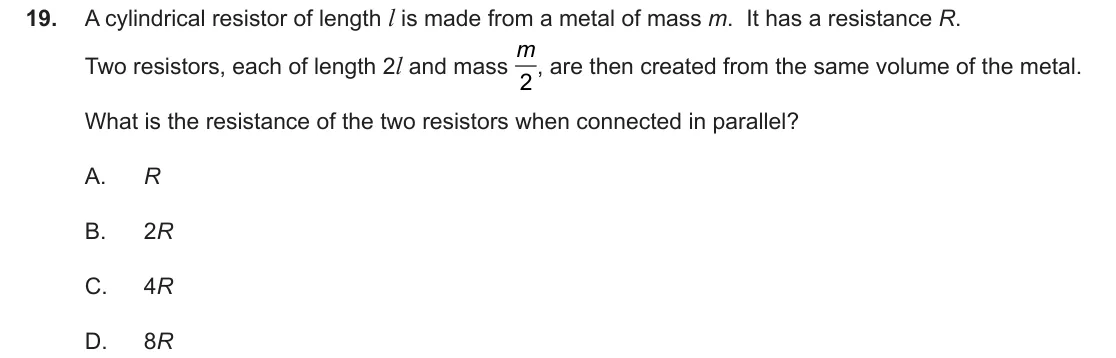 19. A cylindrical resistor of length l is made from a metal of mass m. It has a resistance R.
Two resistors, each of length 2l and mass m/2, are then created from the same volume of the metal.
What is the resistance of the two resistors when connected in parallel?
A. R
B. 2R
C. 4R
D. 8R